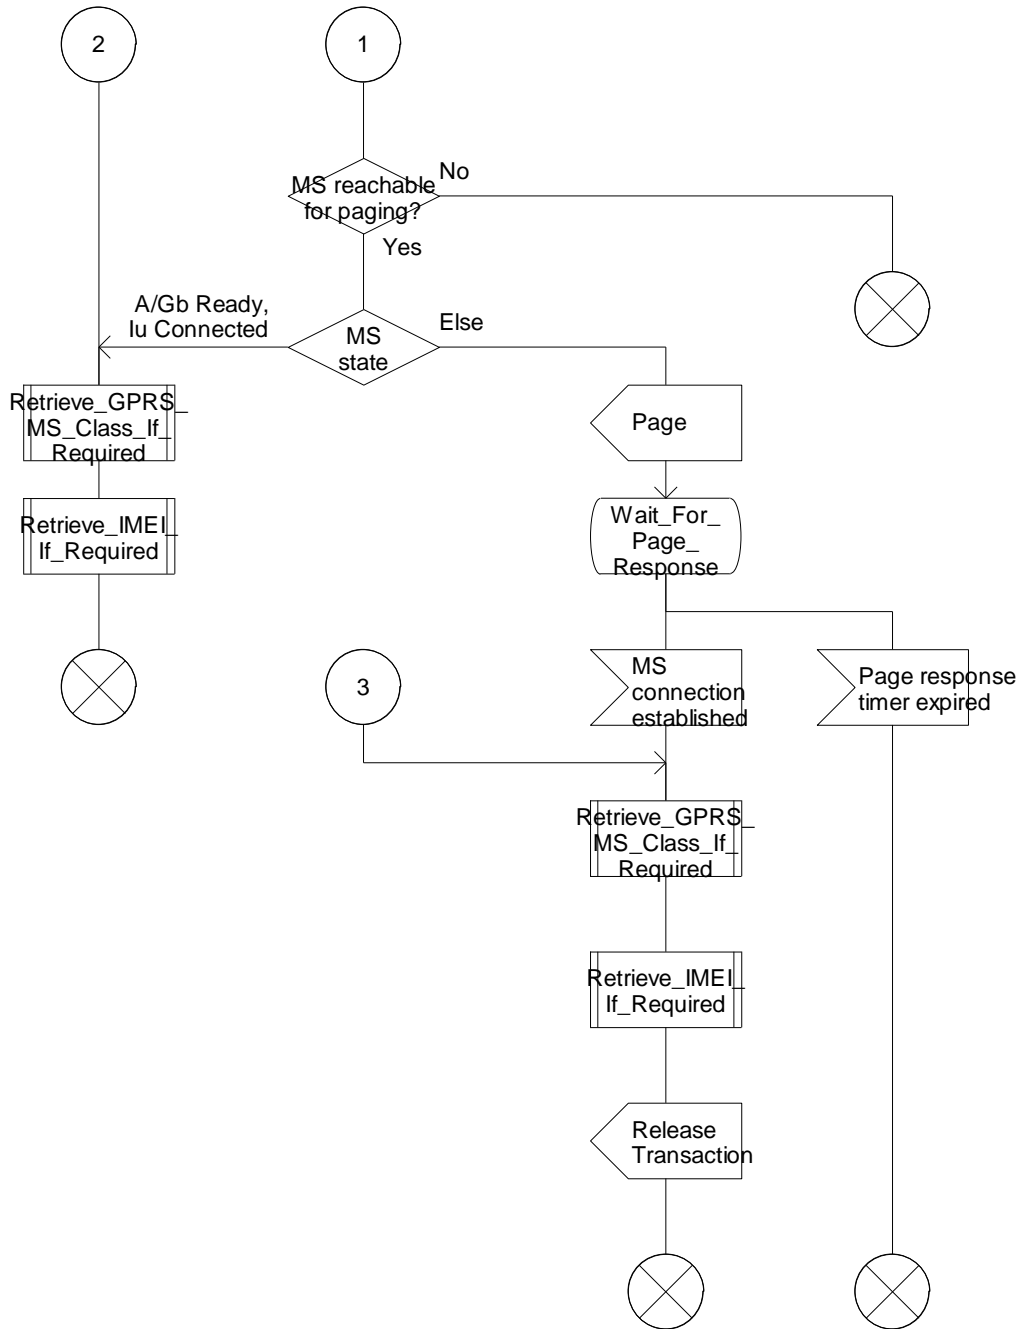 2
1
MS reachable
for paging?
No
Yes
A/Gb Ready,
Iu Connected
MS
state
Else
Retrieve_GPRS_
MS_Class_If_
Required
Page
Retrieve_IMEI_
If_Required
Wait_For_
Page_
Response
3
MS
connection
established
Page response
timer expired
Retrieve_GPRS_
MS_Class_If_
Required
Retrieve_IMEI_
If_Required
Release
Transaction